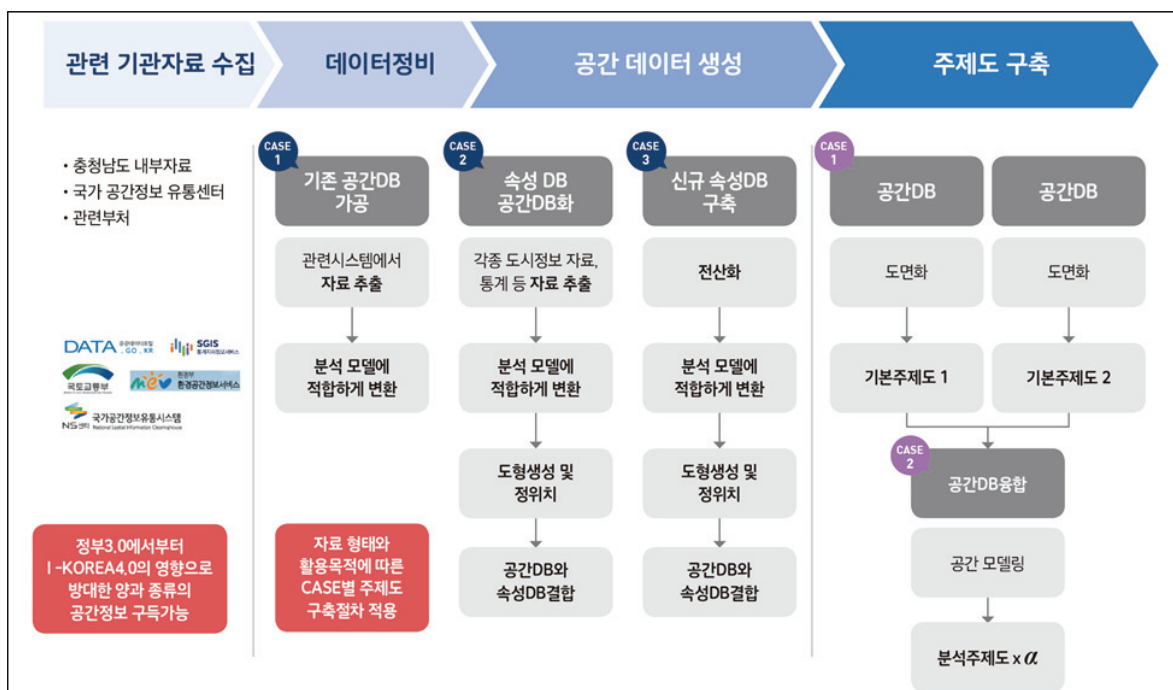 관련 기관자료 수집
데이터정비
공간 데이터 생성
주제도 구축
• 충청남도 내부자료
• 국가 공간정보 유통센터
• 관련부처
DATA
.GO.KR
SGIS
국토교통부
환경부
환경공간정보서비스
NS센터
국가공간정보유통시스템
National Spatial Information Clearinghouse
정부3.0에서부터
I-KOREA4.0의 영향으로
방대한 양과 종류의
공간정보 구득가능
CASE
1
기존 공간DB
가공
관련시스템에서
자료 추출
분석 모델에
적합하게 변환
자료 형태와
활용목적에 따른
CASE별 주제도
구축절차 적용
CASE
2
속성 DB
공간DB화
각종 도시정보 자료,
통계 등 자료 추출
분석 모델에
적합하게 변환
도형생성 및
정위치
공간DB와
속성DB결합
CASE
3
신규 속성DB
구축
전산화
분석 모델에
적합하게 변환
도형생성 및
정위치
공간DB와
속성DB결합
CASE
1
공간DB
공간DB
도면화
도면화
기본주제도 1
기본주제도 2
CASE
2
공간DB융합
공간 모델링
분석주제도 x α